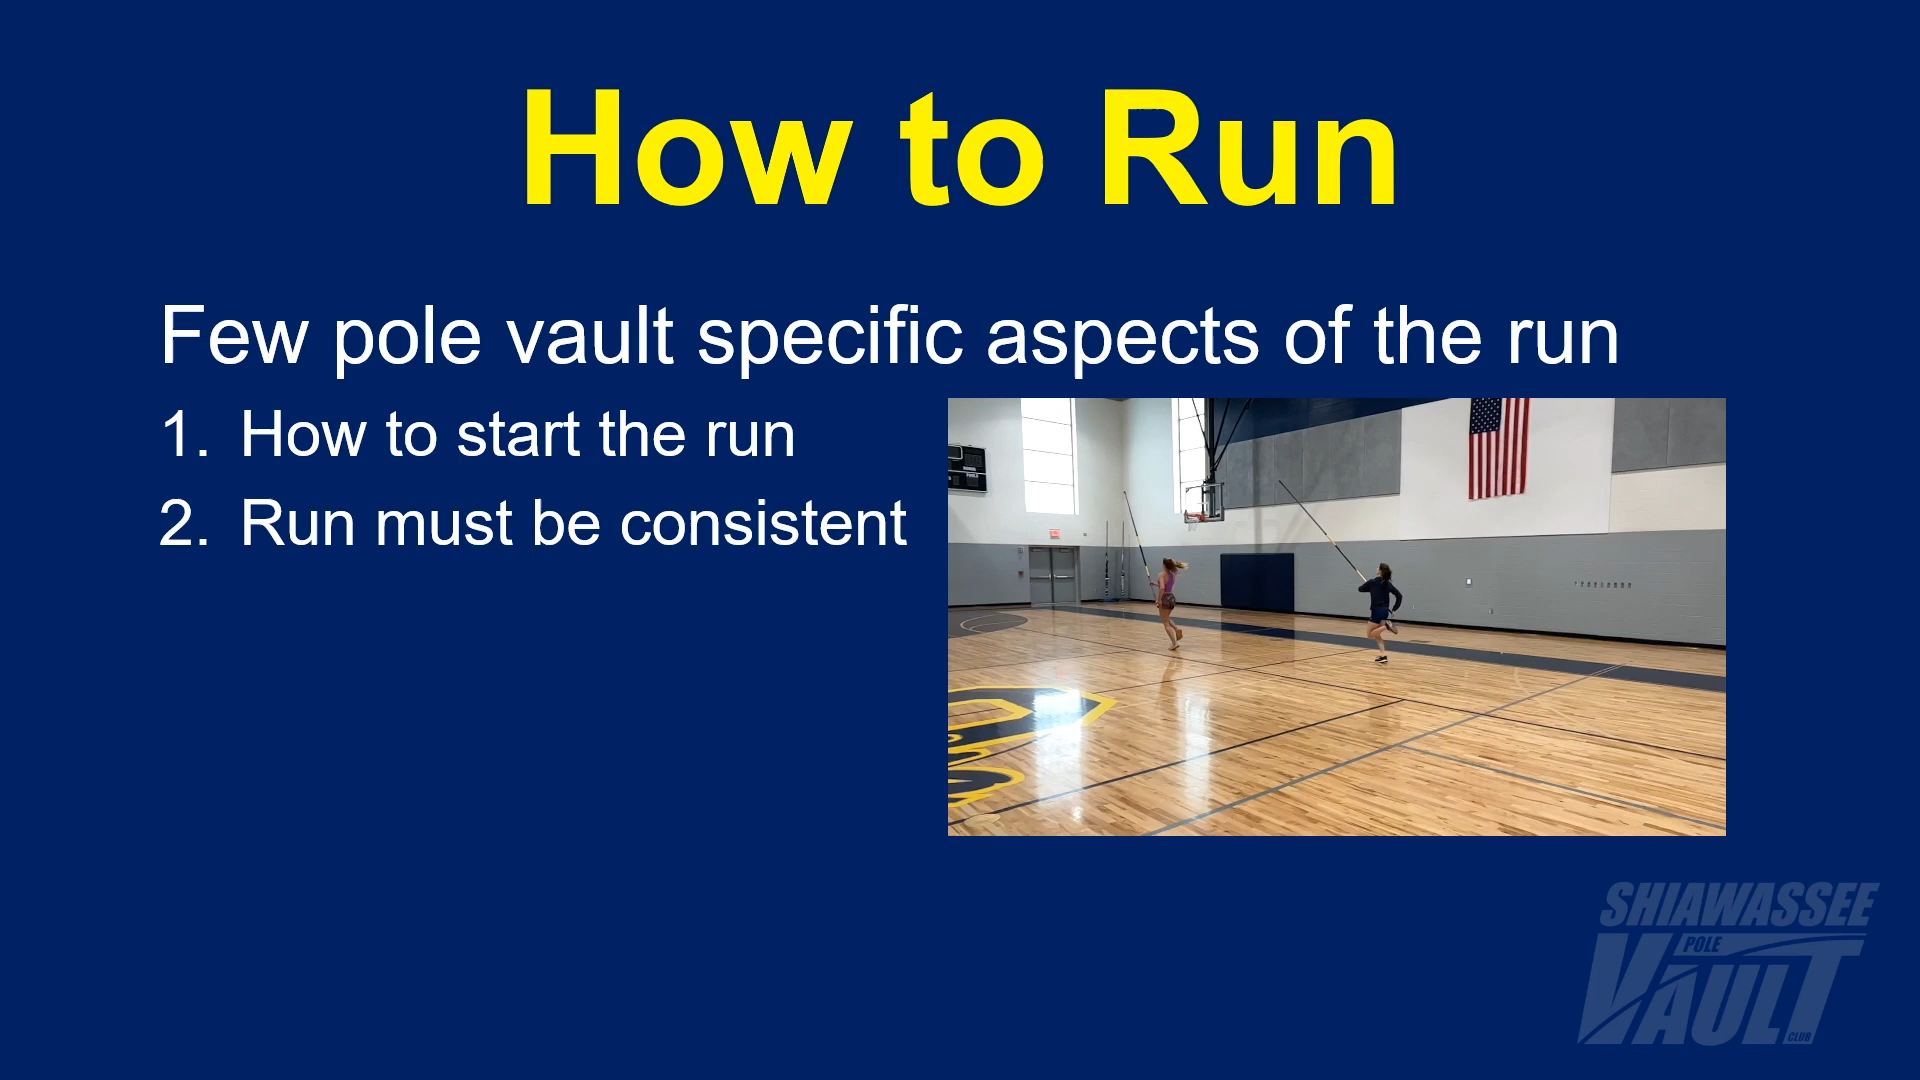 How to Run
Few pole vault specific aspects of the run
1. How to start the run
2. Run must be consistent
SHIAWASSEE
POLE
VAULT
CLUB